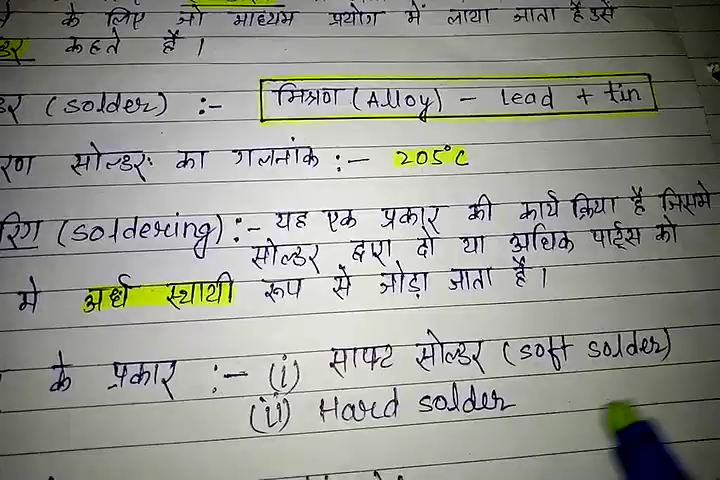 के लिए जो माध्यम प्रयोग में लाया जाता है उसे
कहते है ।
(solder) :- मिश्रण (Alloy) - lead + tin
सोल्डर का गलनांक :- 205°C
रिंग (soldering) :- यह एक प्रकार की कार्य क्रिया है जिसमे
सोल्डर द्वारा दो या अधिक पार्ट्स को
मे अर्ध स्थायी रूप से जोड़ा जाता है ।
के प्रकार :- (i) साफ्ट सोल्डर (soft solder)
(ii) Hard solder